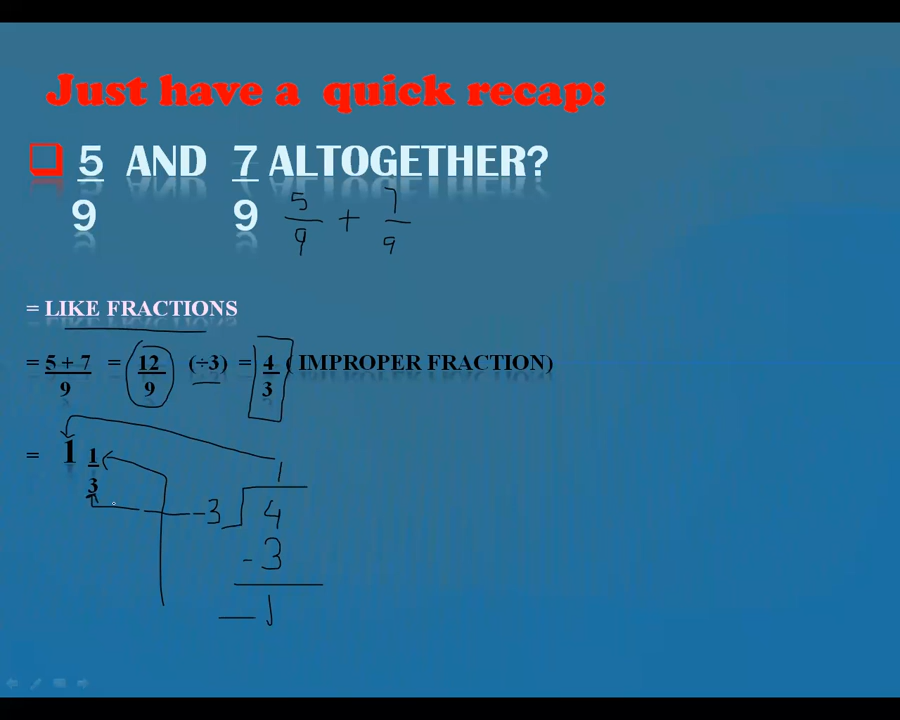 Just have a quick recap:
5 AND 7 ALTOGETHER?
9 9
5 + 7
9 9
= LIKE FRACTIONS
= 5 + 7 = 12 (÷3) = 4 ( IMPROPER FRACTION)
9 9 3
= 1 1
3
1
3 4
- 3
1